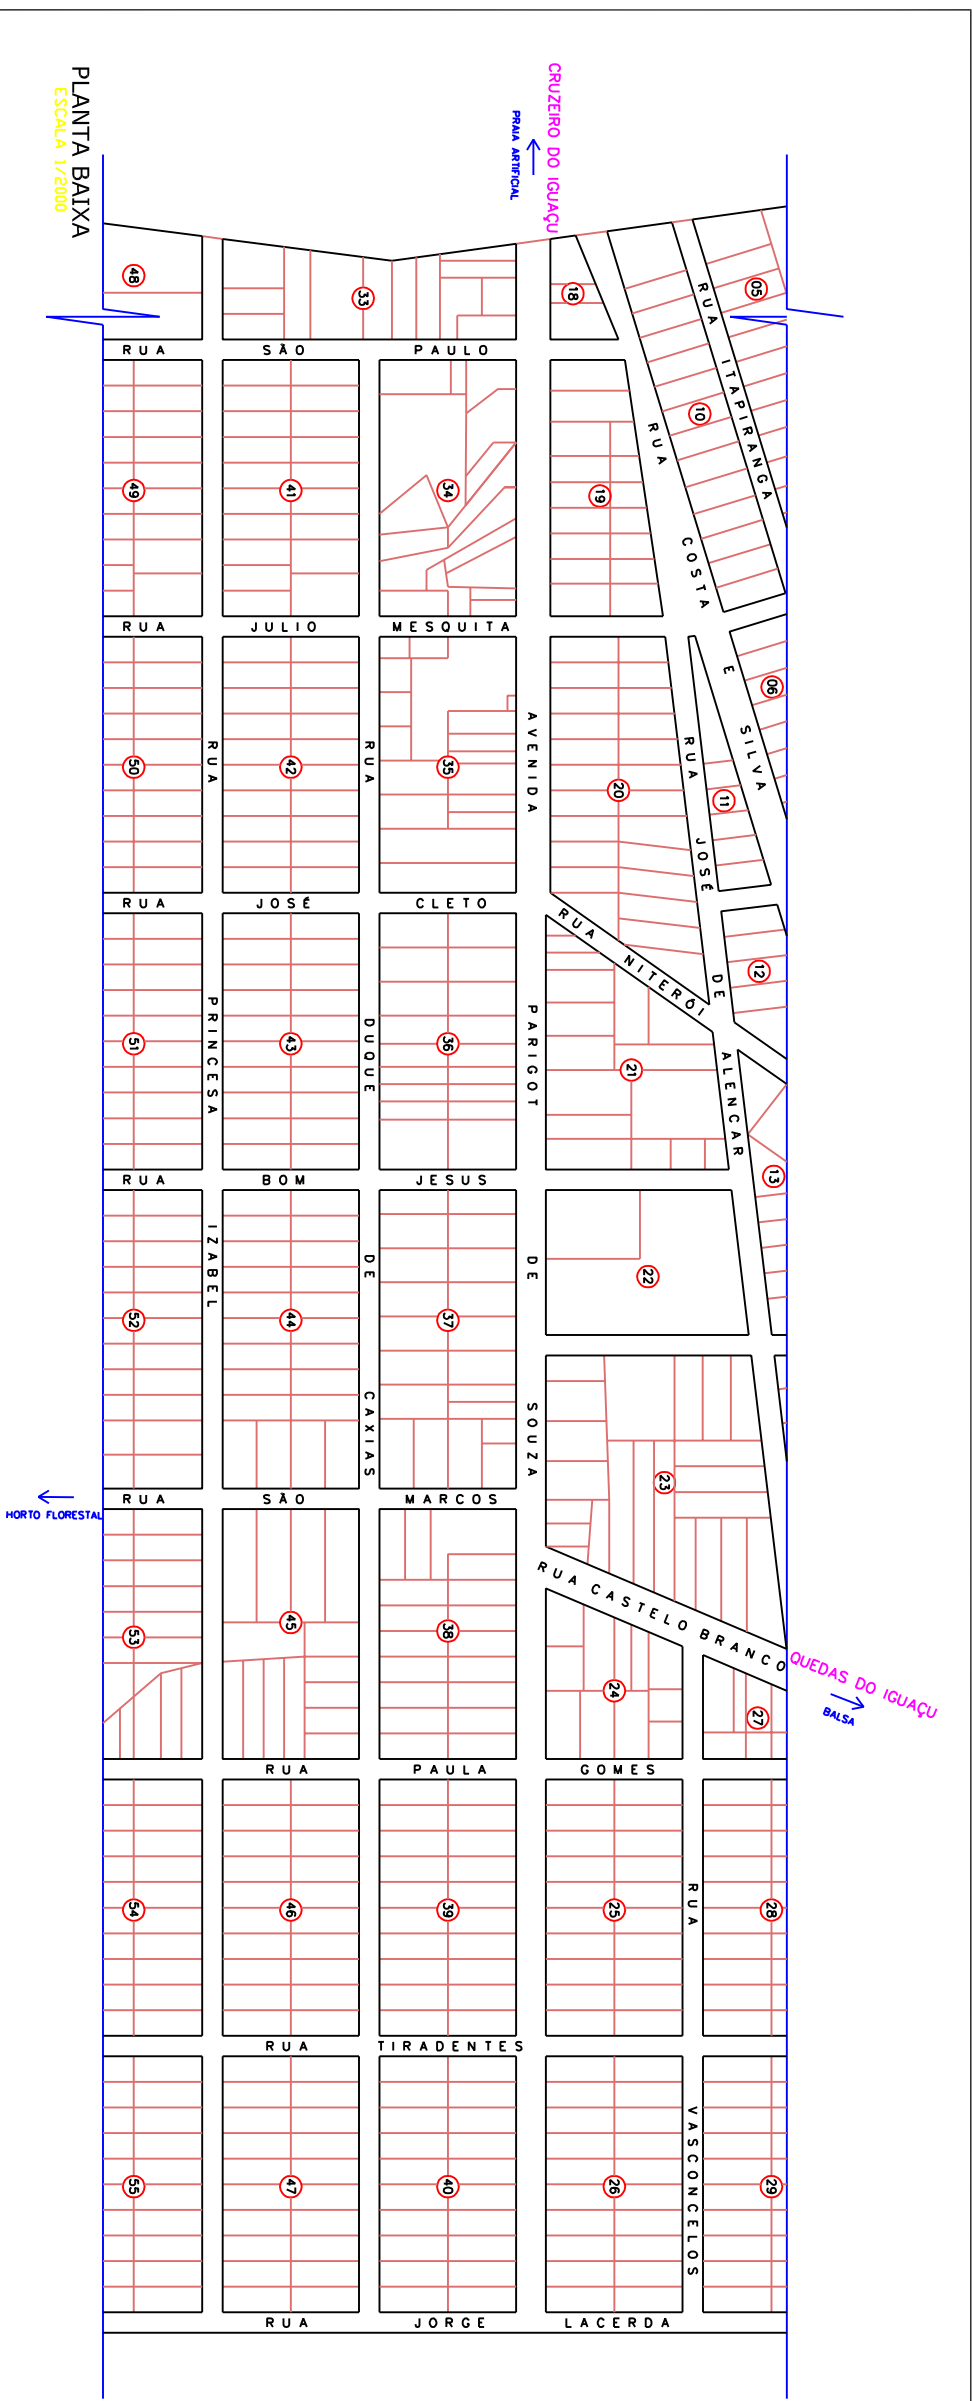 PLANTA BAIXA
ESCALA 1/2000
CRUZEIRO DO IGUAÇU
PRAIA ARTIFICIAL
48
33
18
05
RUA SÃO PAULO
RUA ITAPIRANGA
10
49
41
34
19
RUA COSTA E SILVA
RUA JULIO MESQUITA
06
50
42
35
20
11
RUA JOSÉ DE ALENCAR
RUA JOSÉ CLETO
RUA NITERÓI
12
51
43
36
21
13
RUA PRINCESA IZABEL
RUA DUQUE DE CAXIAS
AVENIDA PARIGOT DE SOUZA
RUA BOM JESUS
52
44
37
22
23
RUA SÃO MARCOS
HORTO FLORESTAL
RUA CASTELO BRANCO
QUEDAS DO IGUAÇU
BALSA
53
45
38
24
27
RUA PAULA GOMES
54
46
39
25
28
RUA VASCONCELOS
RUA TIRADENTES
55
47
40
26
29
RUA JORGE LACERDA